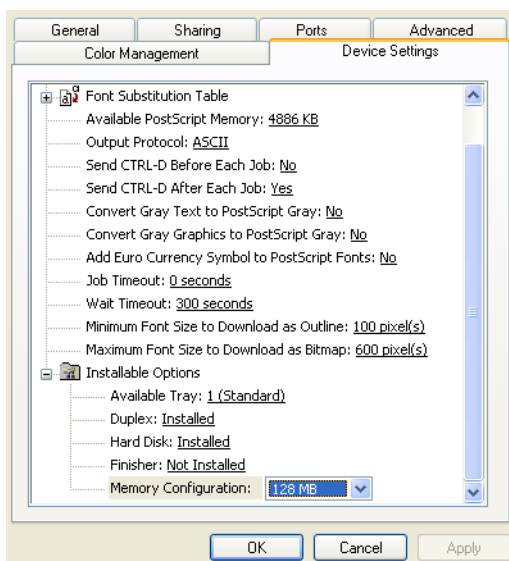 General Sharing Ports Advanced
Color Management Device Settings
Font Substitution Table
Available PostScript Memory: 4886 KB
Output Protocol: ASCII
Send CTRL-D Before Each Job: No
Send CTRL-D After Each Job: Yes
Convert Gray Text to PostScript Gray: No
Convert Gray Graphics to PostScript Gray: No
Add Euro Currency Symbol to PostScript Fonts: No
Job Timeout: 0 seconds
Wait Timeout: 300 seconds
Minimum Font Size to Download as Outline: 100 pixel(s)
Maximum Font Size to Download as Bitmap: 600 pixel(s)
Installable Options
Available Tray: 1 (Standard)
Duplex: Installed
Hard Disk: Installed
Finisher: Not Installed
Memory Configuration: 128 MB
OK Cancel Apply